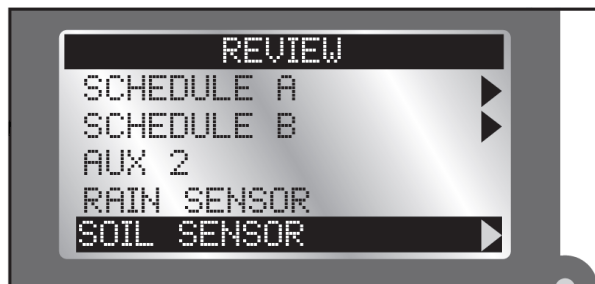 REVIEW
SCHEDULE A
SCHEDULE B
AUX 2
RAIN SENSOR
SOIL SENSOR